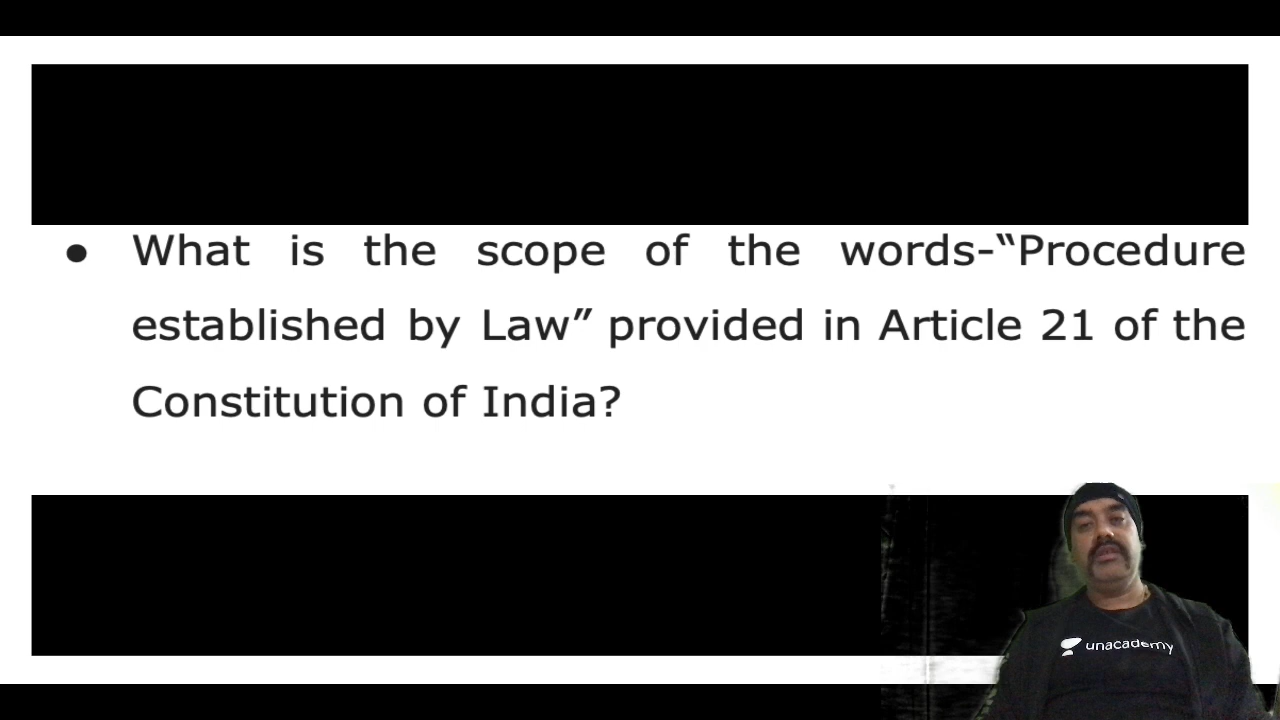 ● What is the scope of the words-“Procedure
established by Law” provided in Article 21 of the
Constitution of India?
unacademy